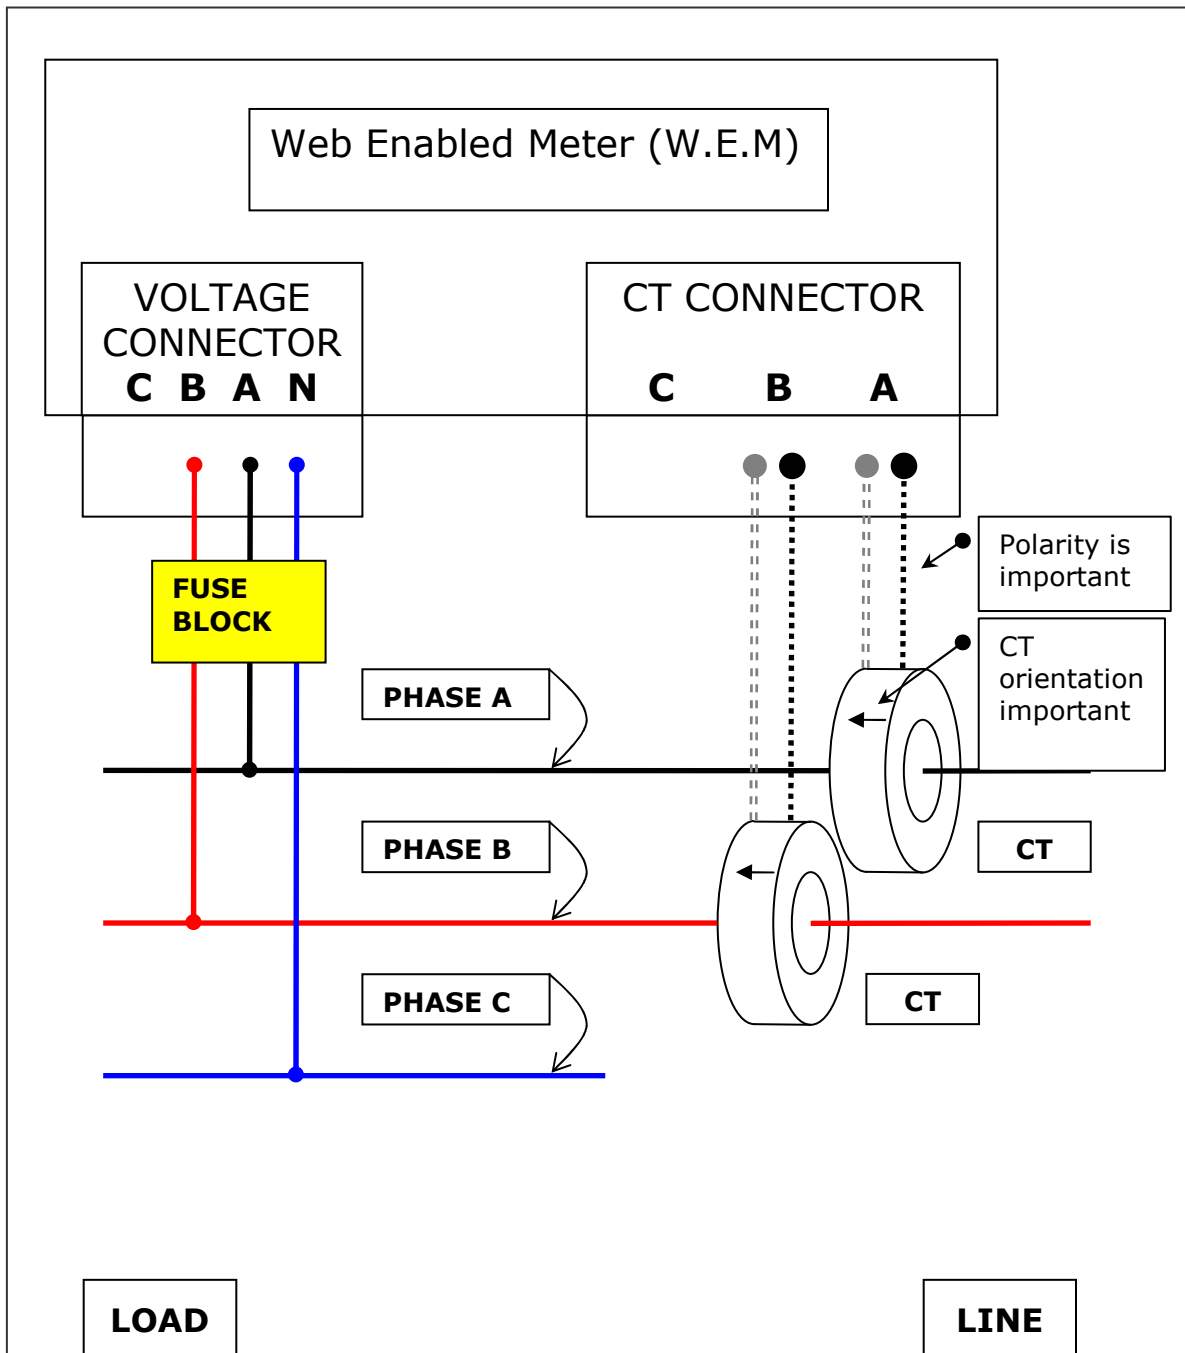 Web Enabled Meter (W.E.M)
VOLTAGE
CONNECTOR
C B A N
CT CONNECTOR
C B A
Polarity is
important
FUSE
BLOCK
CT
orientation
important
PHASE A
PHASE B
CT
PHASE C
CT
LOAD
LINE